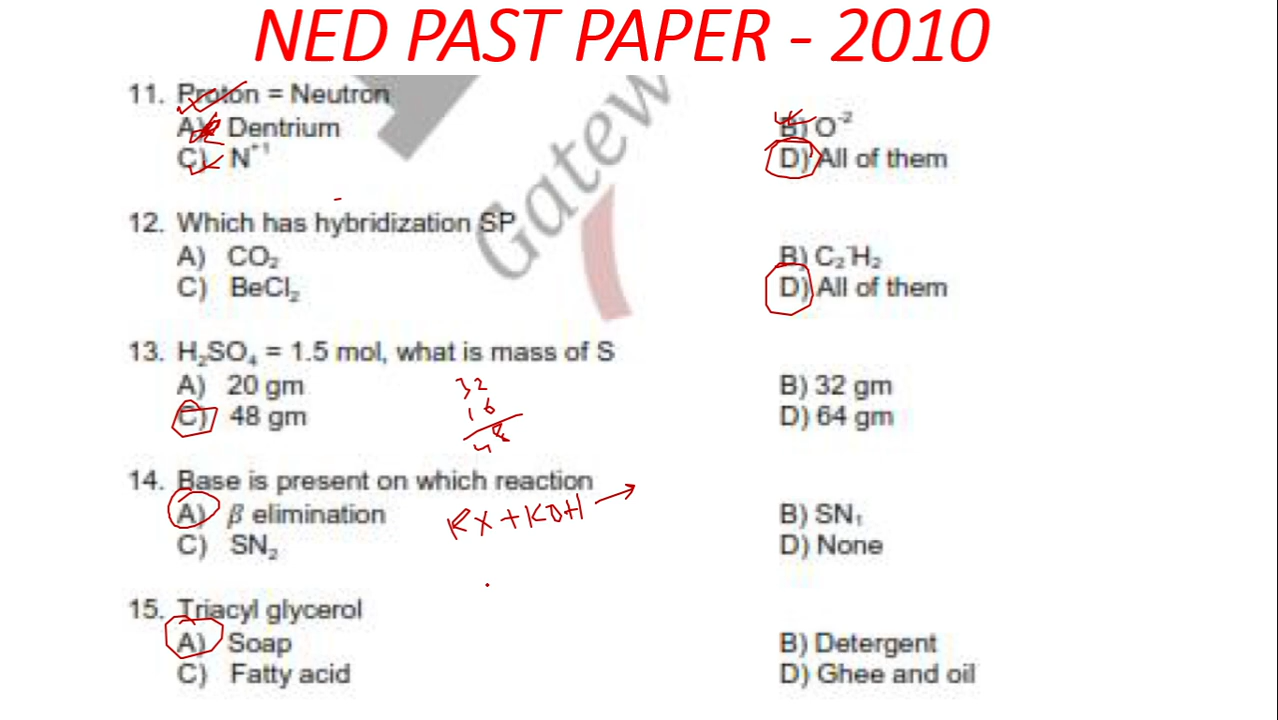 NED PAST PAPER - 2010
11. Proton = Neutron
A) Dentrium B) O⁻²
C) N⁺¹ D) All of them
12. Which has hybridization SP
A) CO₂ B) C₂H₂
C) BeCl₂ D) All of them
13. H₂SO₄ = 1.5 mol, what is mass of S
A) 20 gm B) 32 gm
C) 48 gm D) 64 gm
32
16
48
14. Base is present on which reaction
A) β elimination B) SN₁
RX + KOH →
C) SN₂ D) None
15. Triacyl glycerol
A) Soap B) Detergent
C) Fatty acid D) Ghee and oil
Gatew